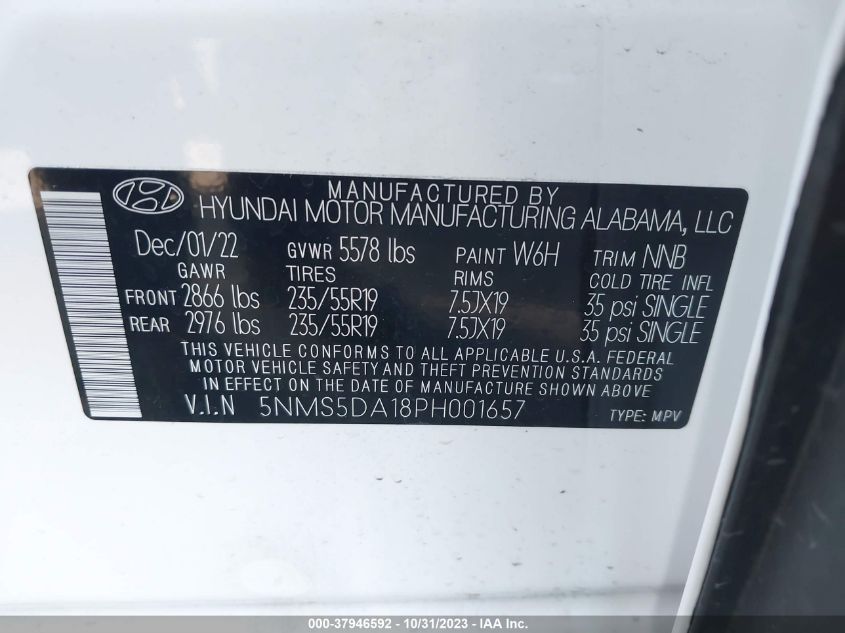 MANUFACTURED BY
HYUNDAI MOTOR MANUFACTURING ALABAMA, LLC
Dec/01/22 GVWR 5578 lbs PAINT W6H TRIM NNB
GAWR TIRES RIMS COLD TIRE INFL
FRONT 2866 lbs 235/55R19 7.5JX19 35 psi SINGLE
REAR 2976 lbs 235/55R19 7.5JX19 35 psi SINGLE
THIS VEHICLE CONFORMS TO ALL APPLICABLE U.S.A. FEDERAL
MOTOR VEHICLE SAFETY AND THEFT PREVENTION STANDARDS
IN EFFECT ON THE DATE OF MANUFACTURE SHOWN ABOVE
V.I.N 5NMS5DA18PH001657 TYPE: MPV
000-37946592 - 10/31/2023 - © IAA Inc.